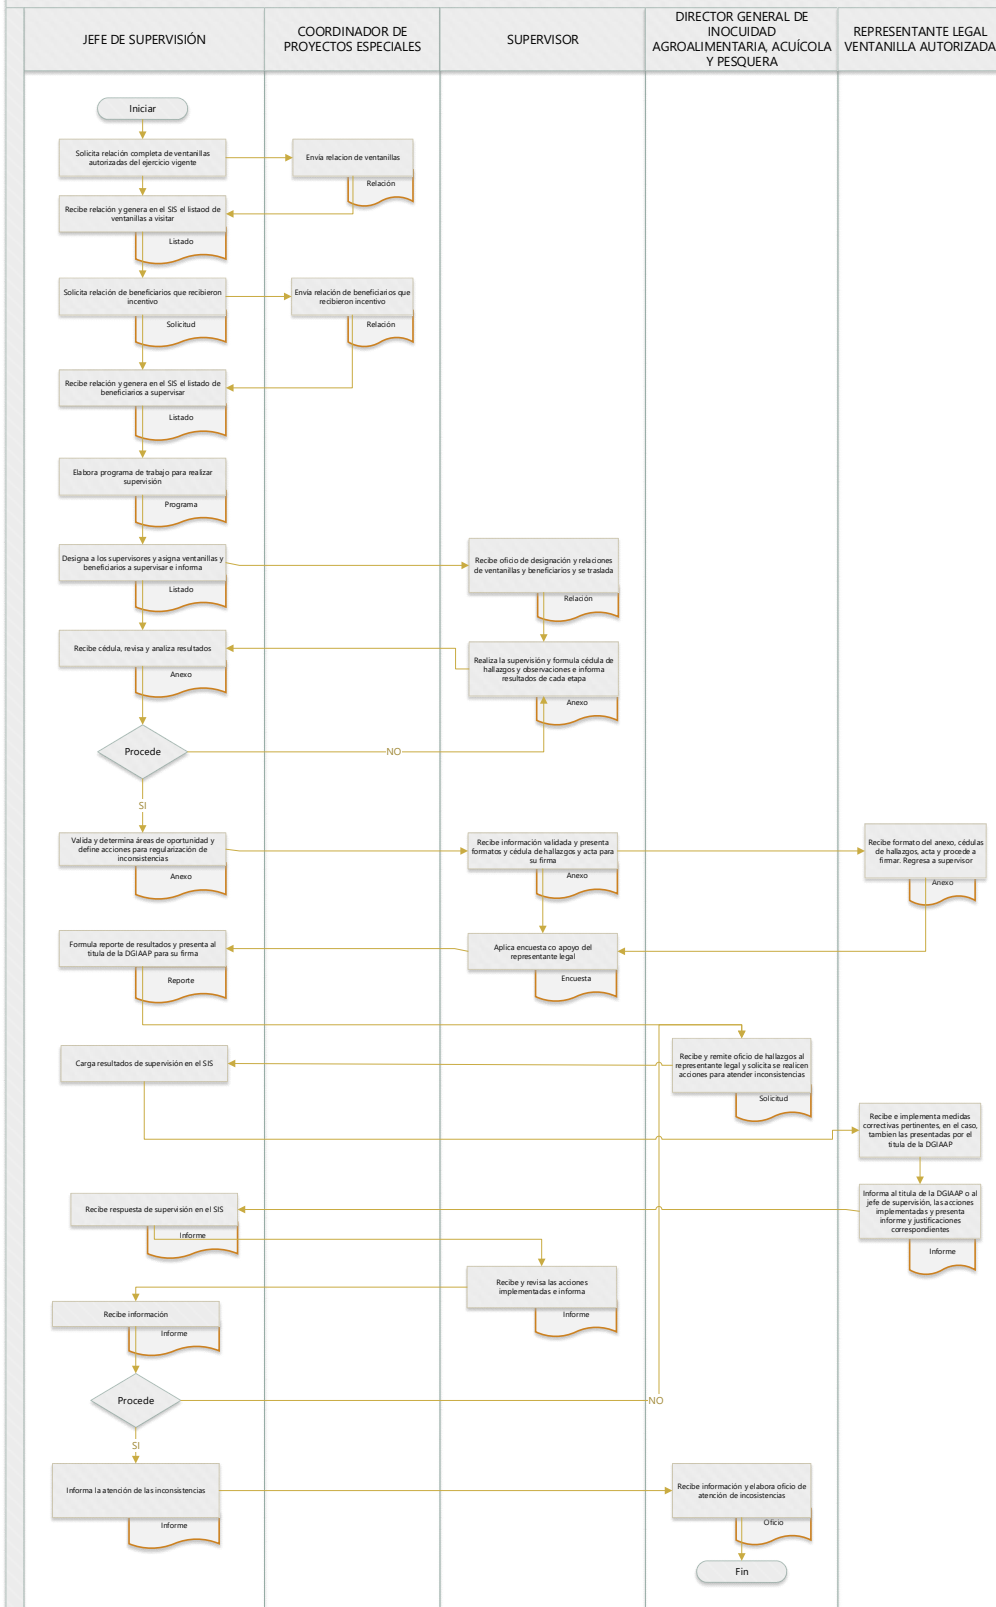 JEFE DE SUPERVISIÓN
COORDINADOR DE
PROYECTOS ESPECIALES
SUPERVISOR
DIRECTOR GENERAL DE
INOCUIDAD
AGROALIMENTARIA, ACUÍCOLA
Y PESQUERA
REPRESENTANTE LEGAL
VENTANILLA AUTORIZADA
Iniciar
Solicita relación completa de ventanillas
autorizadas del ejercicio vigente
Envía relacion de ventanillas
Relación
Recibe relación y genera en el SIS el listaod de
ventanillas a visitar
Listado
Solicita relación de beneficiarios que recibieron
incentivo
Solicitud
Envía relación de beneficiarios que
recibieron incentivo
Relación
Recibe relación y genera en el SIS el listado de
beneficiarios a supervisar
Listado
Elabora programa de trabajo para realizar
supervisión
Programa
Designa a los supervisores y asigna ventanillas y
beneficiarios a supervisar e informa
Listado
Recibe oficio de designación y relaciones
de ventanillas y beneficiarios y se traslada
Relación
Recibe cédula, revisa y analiza resultados
Anexo
Realiza la supervisión y formula cédula de
hallazgos y observaciones e informa
resultados de cada etapa
Anexo
Procede
NO
SI
Valida y determina áreas de oportunidad y
define acciones para regularización de
inconsistencias
Anexo
Recibe información validada y presenta
formatos y cédula de hallazgos y acta para
su firma
Anexo
Recibe formato del anexo, cédulas
de hallazgos, acta y procede a
firmar. Regresa a supervisor
Anexo
Formula reporte de resultados y presenta al
titula de la DGIAAP para su firma
Reporte
Aplica encuesta co apoyo del
representante legal
Encuesta
Carga resultados de supervisión en el SIS
Recibe y remite oficio de hallazgos al
representante legal y solicita se realicen
acciones para atender inconsistencias
Solicitud
Recibe e implementa medidas
correctivas pertinentes, en el caso,
tambien las presentadas por el
titula de la DGIAAP
Informa al titula de la DGIAAP o al
jefe de supervisión, las acciones
implementadas y presenta
informe y justificaciones
correspondientes
Informe
Recibe respuesta de supervisión en el SIS
Informe
Recibe y revisa las acciones
implementadas e informa
Informe
Recibe información
Informe
Procede
NO
SI
Informa la atención de las inconsistencias
Informe
Recibe información y elabora oficio de
atención de incosistencias
Oficio
Fin